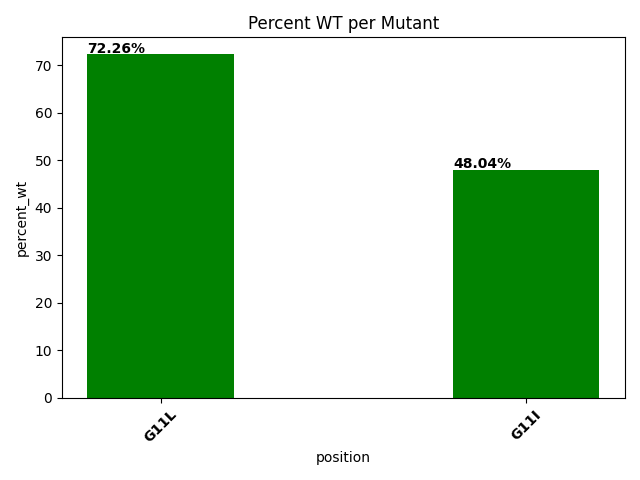 Percent WT per Mutant
72.26%
48.04%
percent_wt
70
60
50
40
30
20
10
0
G11L
G11I
position